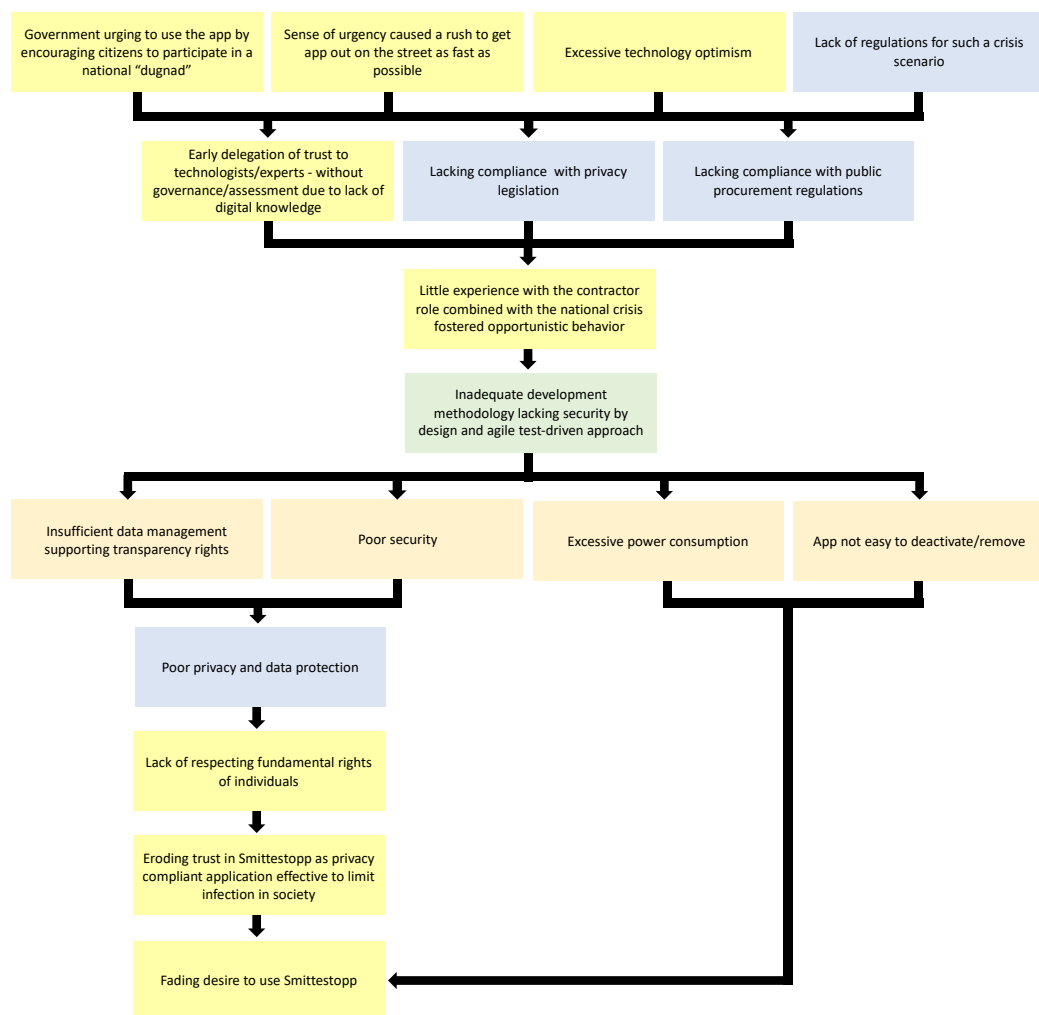 Government urging to use the app by
encouraging citizens to participate in a
national “dugnad”
Sense of urgency caused a rush to get
app out on the street as fast as
possible
Excessive technology optimism
Lack of regulations for such a crisis
scenario
Early delegation of trust to
technologists/experts - without
governance/assessment due to lack of
digital knowledge
Lacking compliance  with privacy
legislation
Lacking compliance with public
procurement regulations
Little experience with the contractor
role combined with the national crisis
fostered opportunistic behavior
Inadequate development
methodology lacking security by
design and agile test-driven approach
Insufficient data management
supporting transparency rights
Poor security
Excessive power consumption
App not easy to deactivate/remove
Poor privacy and data protection
Lack of respecting fundamental rights
of individuals
Eroding trust in Smittestopp as privacy
compliant application effective to limit
infection in society
Fading desire to use Smittestopp